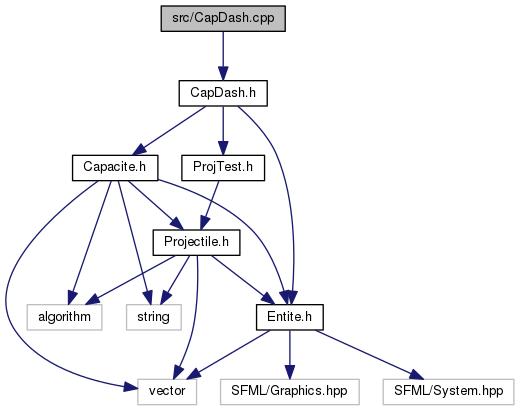 src/CapDash.cpp
CapDash.h
Capacite.h
ProjTest.h
Projectile.h
algorithm
string
Entite.h
vector
SFML/Graphics.hpp
SFML/System.hpp